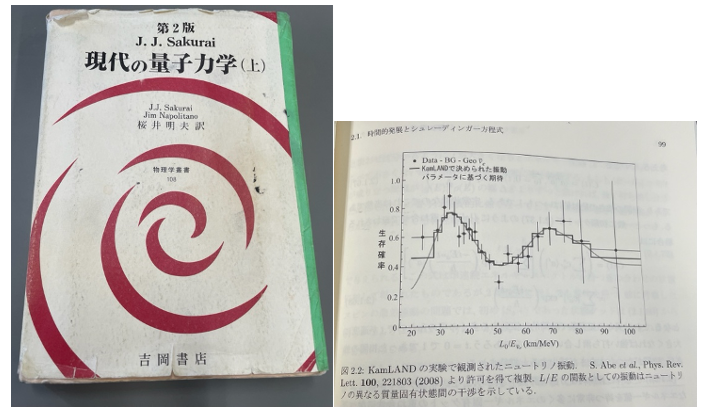 第2版
J. J. Sakurai
現代の量子力学(上)
J.J. Sakurai
Jim Napolitano
桜井明夫 訳
物理学叢書
108
吉岡書店
2.1. 時間的発展とシュレーディンガー方程式
99
Data - BG - Geo ν̄e
KamLANDで決められた振動
パラメータに基づく期待
1.0
0.8
0.6
0.4
0.2
0
生存確率
20 30 40 50 60 70 80 90 100
L₀/Eν̄e (km/MeV)
図 2.2: KamLAND の実験で観測されたニュートリノ振動. S. Abe et al., Phys. Rev.
Lett. 100, 221803 (2008) より許可を得て複製. L/E の関数としての振動はニュートリ
ノの異なる質量固有状態間の干渉を示している.